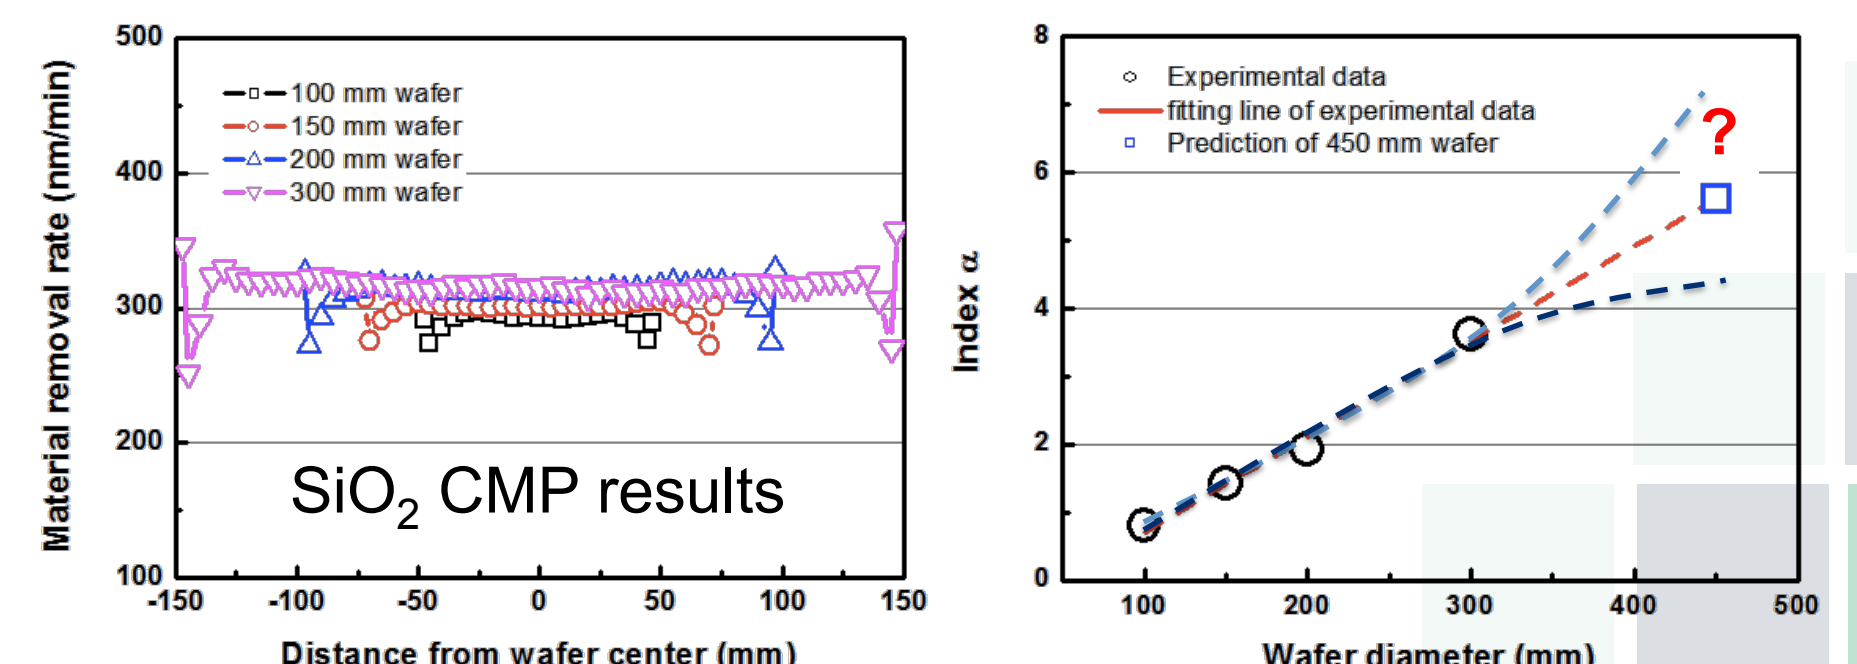 500
400
300
200
100
Material removal rate (nm/min)
100 mm wafer
150 mm wafer
200 mm wafer
300 mm wafer
SiO2 CMP results
-150 -100 -50 0 50 100 150
Distance from wafer center (mm)
8
6
4
2
0
Index α
Experimental data
fitting line of experimental data
Prediction of 450 mm wafer
?
100 200 300 400 500
Wafer diameter (mm)